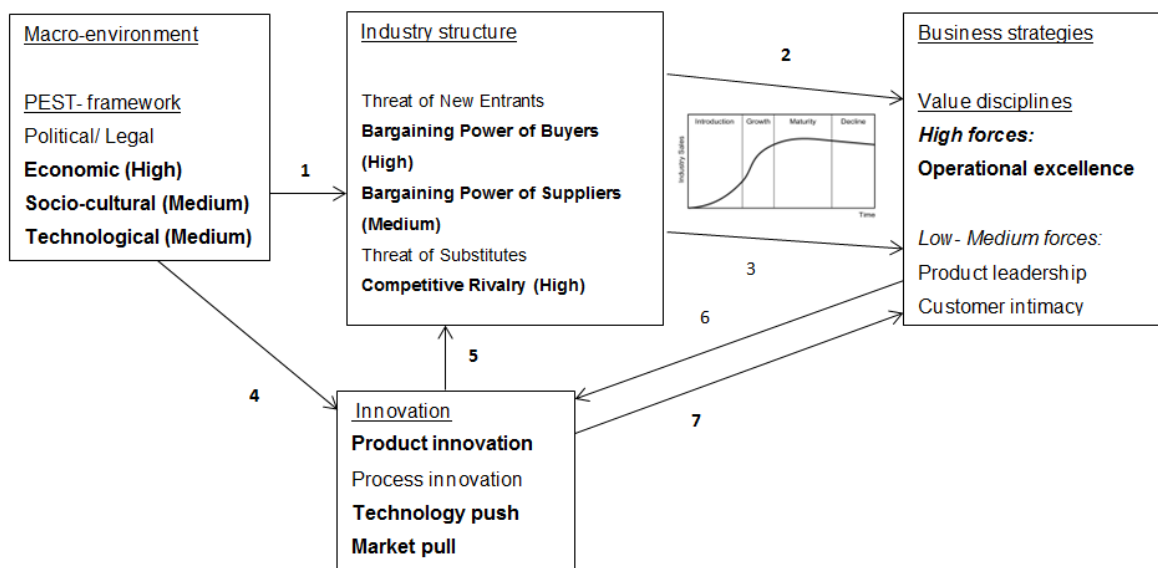 Macro-environment
PEST- framework
Political/ Legal
Economic (High)
Socio-cultural (Medium)
Technological (Medium)
1
4
Industry structure
Threat of New Entrants
Bargaining Power of Buyers
(High)
Bargaining Power of Suppliers
(Medium)
Threat of Substitutes
Competitive Rivalry (High)
5
2
Introduction Growth Maturity Decline
Industry Sales
Time
3
6
7
Business strategies
Value disciplines
High forces:
Operational excellence
Low- Medium forces:
Product leadership
Customer intimacy
Innovation
Product innovation
Process innovation
Technology push
Market pull